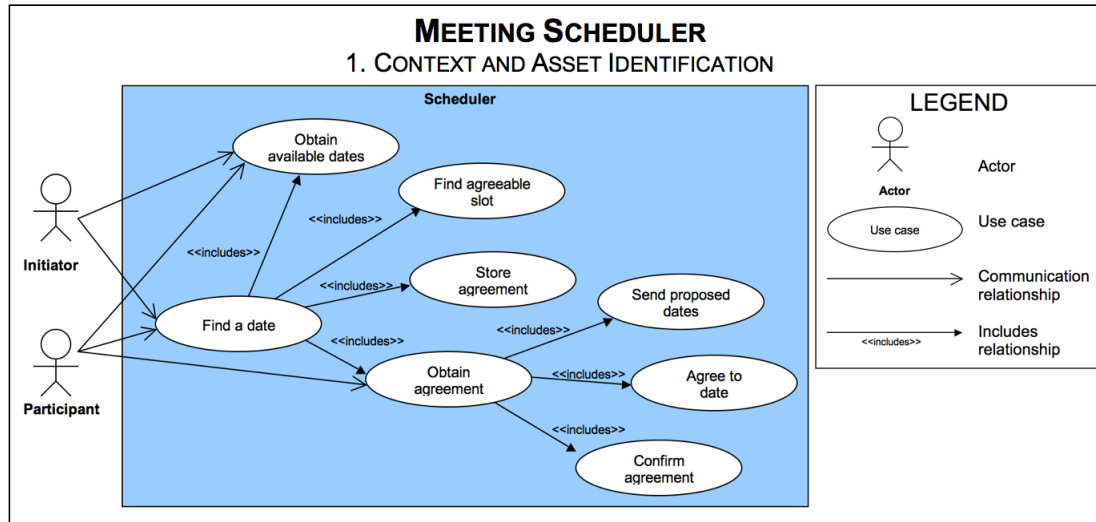 MEETING SCHEDULER
1. CONTEXT AND ASSET IDENTIFICATION
Scheduler
Obtain
available dates
Find agreeable
slot
<<includes>>
<<includes>>
Initiator
<<includes>>
Store
agreement
Send proposed
dates
Find a date
<<includes>>
<<includes>>
Obtain
agreement
<<includes>>
Agree to
date
Participant
<<includes>>
Confirm
agreement
LEGEND
Actor
Actor
Use case
Use case
Communication
relationship
<<includes>>
Includes
relationship